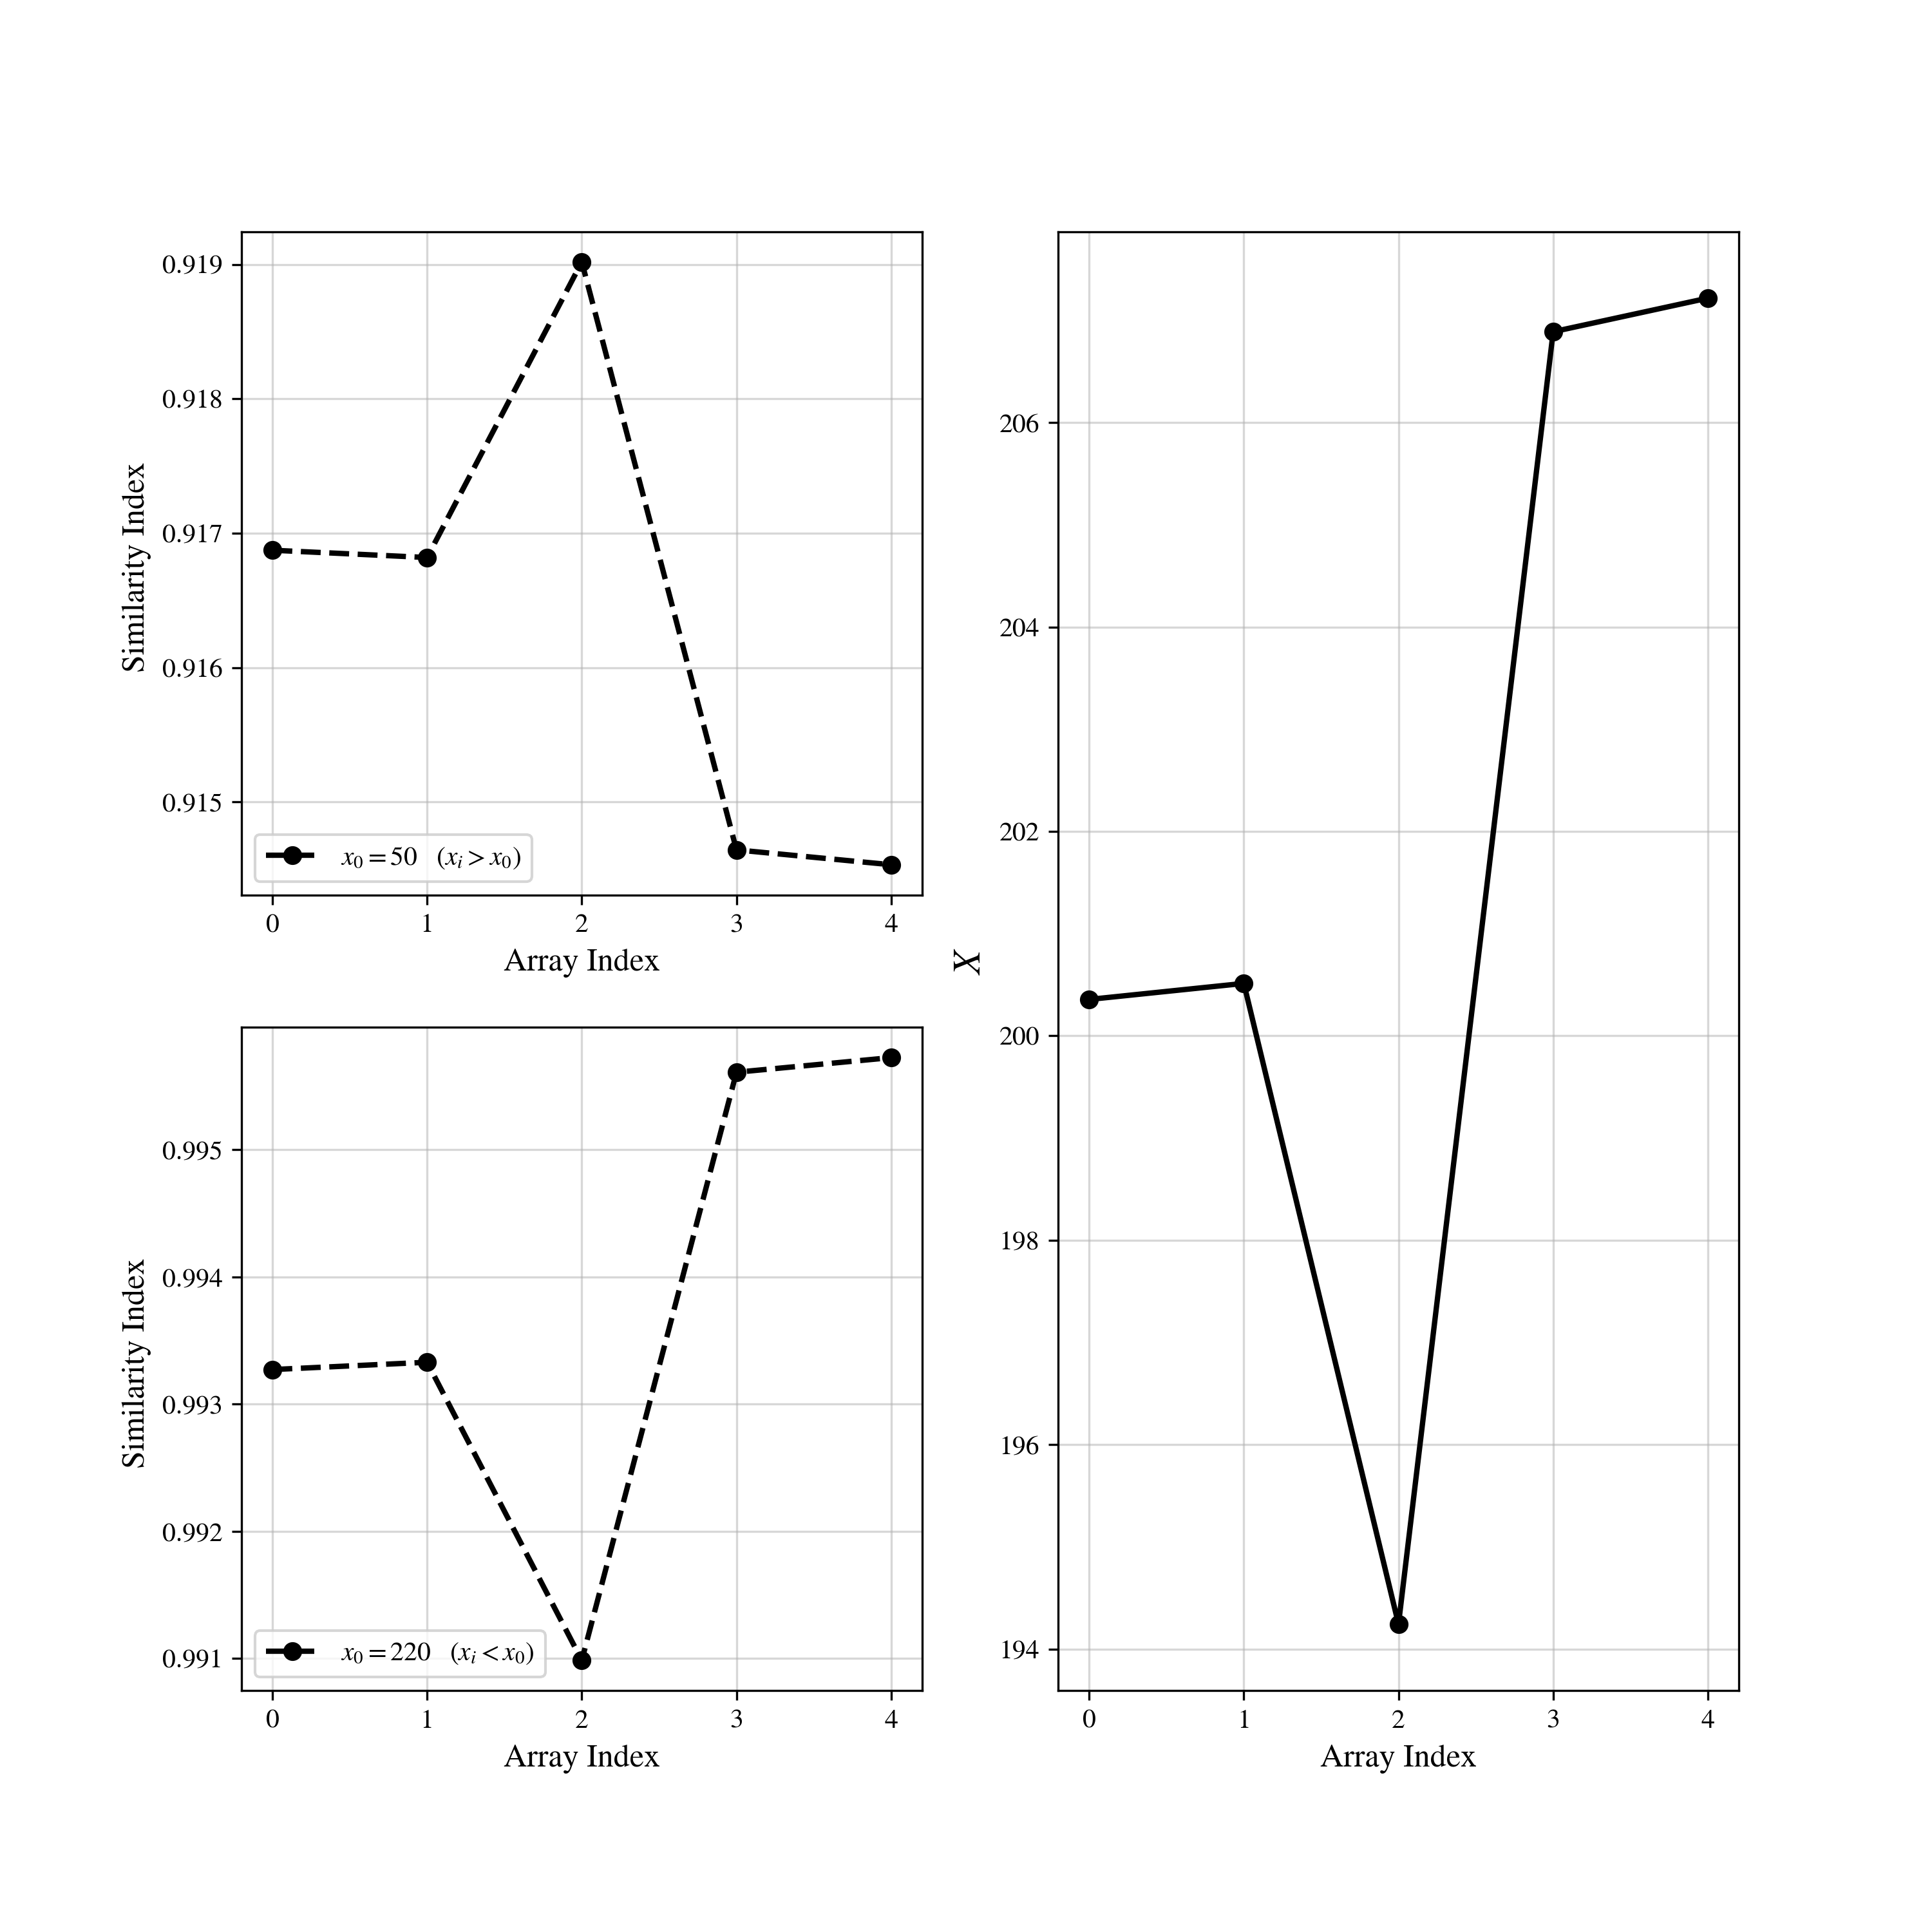 0.919
0.918
0.917
0.916
0.915
Similarity Index
x₀ = 50 (xᵢ > x₀)
0 1 2 3 4
Array Index
0.995
0.994
0.993
0.992
0.991
Similarity Index
x₀ = 220 (xᵢ < x₀)
0 1 2 3 4
Array Index
206
204
202
200
198
196
194
X
0 1 2 3 4
Array Index